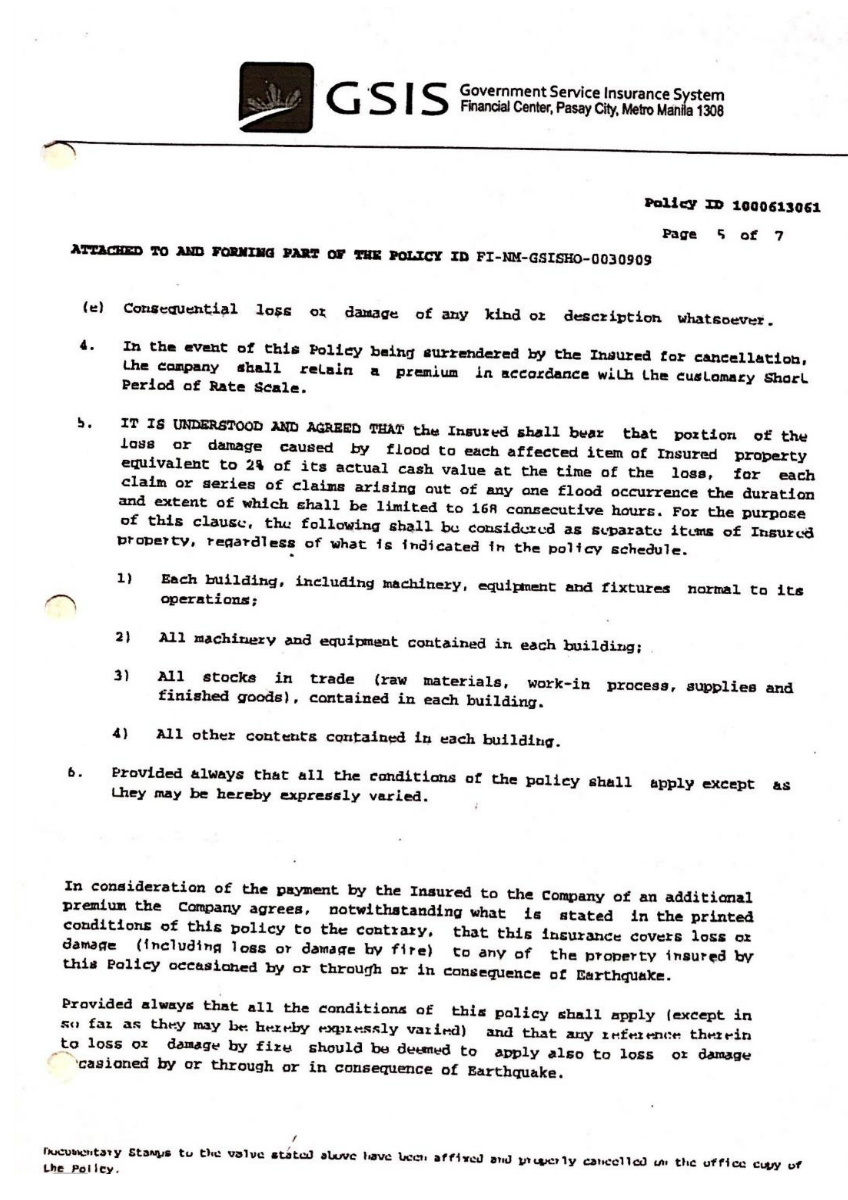 GSIS Government Service Insurance System
Financial Center, Pasay City, Metro Manila 1308
Policy ID 1000613061
Page 5 of 7
ATTACHED TO AND FORMING PART OF THE POLICY ID FI-NM-GSISHO-0030909
(e) Consequential loss or damage of any kind or description whatsoever.
4. In the event of this Policy being surrendered by the Insured for cancellation,
the company shall retain a premium in accordance with the customary Short
Period of Rate Scale.
5. IT IS UNDERSTOOD AND AGREED THAT the Insured shall bear that portion of the
loss or damage caused by flood to each affected item of Insured property
equivalent to 2% of its actual cash value at the time of the loss, for each
claim or series of claims arising out of any one flood occurrence the duration
and extent of which shall be limited to 168 consecutive hours. For the purpose
of this clause, the following shall be considered as separate items of Insured
property, regardless of what is indicated in the policy schedule.
1) Each building, including machinery, equipment and fixtures normal to its
operations;
2) All machinery and equipment contained in each building;
3) All stocks in trade (raw materials, work-in process, supplies and
finished goods), contained in each building.
4) All other contents contained in each building.
6. Provided always that all the conditions of the policy shall apply except as
they may be hereby expressly varied.
In consideration of the payment by the Insured to the Company of an additional
premium the Company agrees, notwithstanding what is stated in the printed
conditions of this policy to the contrary, that this insurance covers loss or
damage (including loss or damage by fire) to any of the property insured by
this Policy occasioned by or through or in consequence of Earthquake.
Provided always that all the conditions of this policy shall apply (except in
so far as they may be hereby expressly varied) and that any reference therein
to loss or damage by fire should be deemed to apply also to loss or damage
casioned by or through or in consequence of Earthquake.
Documentary Stamps to the value stated above have been affixed and properly cancelled on the office copy of
the Policy.